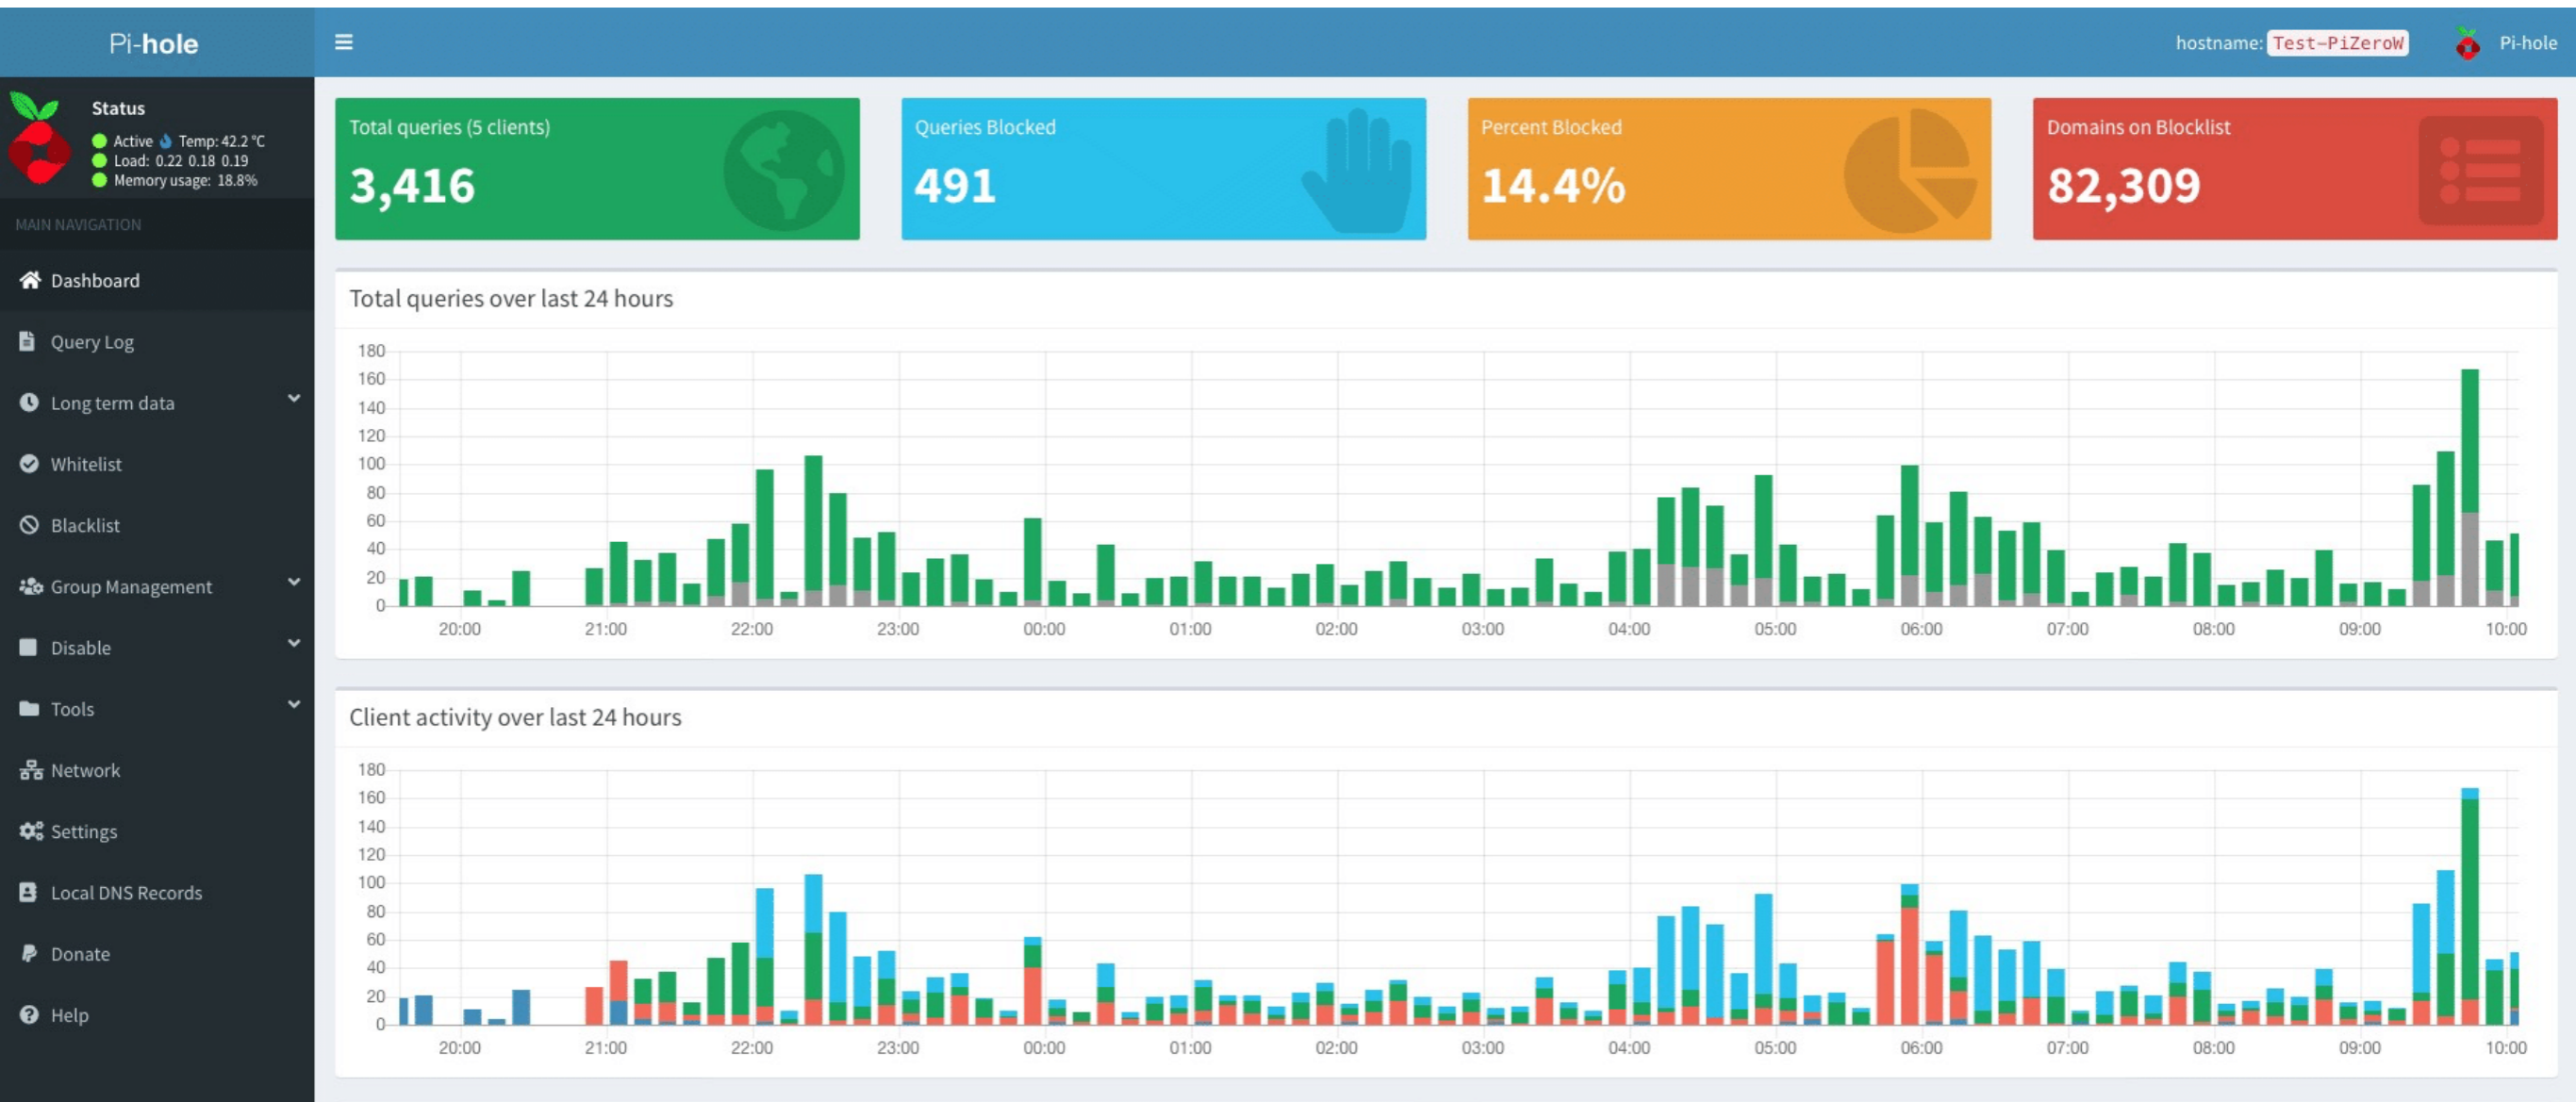 Pi-hole
hostname: Test-PiZeroW
Pi-hole
Status
Active Temp: 42.2 °C
Load: 0.22 0.18 0.19
Memory usage: 18.8%
MAIN NAVIGATION
Dashboard
Query Log
Long term data
Whitelist
Blacklist
Group Management
Disable
Tools
Network
Settings
Local DNS Records
Donate
Help
Total queries (5 clients)
3,416
Queries Blocked
491
Percent Blocked
14.4%
Domains on Blocklist
82,309
Total queries over last 24 hours
180
160
140
120
100
80
60
40
20
0
20:00 21:00 22:00 23:00 00:00 01:00 02:00 03:00 04:00 05:00 06:00 07:00 08:00 09:00 10:00
Client activity over last 24 hours
180
160
140
120
100
80
60
40
20
0
20:00 21:00 22:00 23:00 00:00 01:00 02:00 03:00 04:00 05:00 06:00 07:00 08:00 09:00 10:00